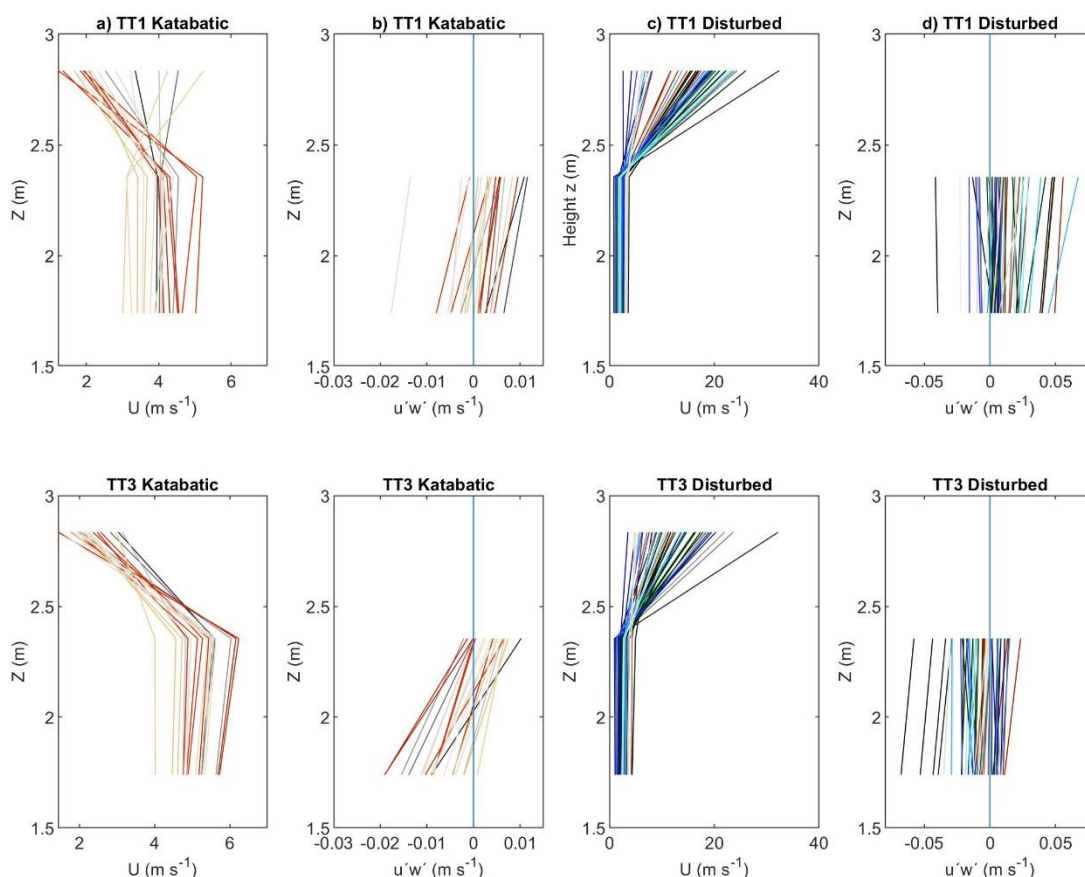 a) TT1 Katabatic
b) TT1 Katabatic
c) TT1 Disturbed
d) TT1 Disturbed
3
2.5
2
1.5
Z (m)
2
4
6
U (m s⁻¹)
3
2.5
2
1.5
Z (m)
-0.03
-0.02
-0.01
0
0.01
u´w´ (m s⁻¹)
3
2.5
2
1.5
Height z (m)
0
20
40
U (m s⁻¹)
3
2.5
2
1.5
Z (m)
-0.05
0
0.05
u´w´ (m s⁻¹)
TT3 Katabatic
TT3 Katabatic
TT3 Disturbed
TT3 Disturbed
3
2.5
2
1.5
Z (m)
2
4
6
U (m s⁻¹)
3
2.5
2
1.5
Z (m)
-0.03
-0.02
-0.01
0
0.01
u´w´ (m s⁻¹)
3
2.5
2
1.5
Z (m)
0
20
40
U (m s⁻¹)
3
2.5
2
1.5
Z (m)
-0.05
0
0.05
u´w´ (m s⁻¹)